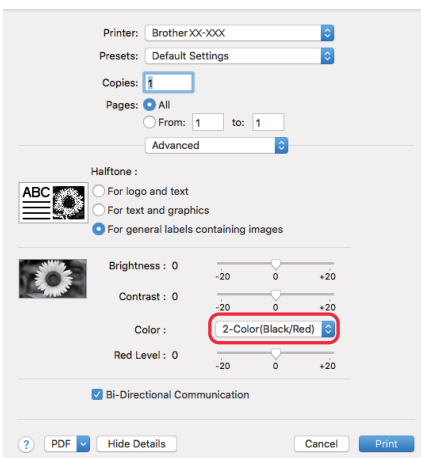 Printer: Brother XX-XXX
Presets: Default Settings
Copies: 1
Pages: All
From: 1 to: 1
Advanced
Halftone :
ABC
For logo and text
For text and graphics
For general labels containing images
Brightness : 0
-20 0 +20
Contrast : 0
-20 0 +20
Color : 2-Color(Black/Red)
Red Level : 0
-20 0 +20
Bi-Directional Communication
? PDF Hide Details Cancel Print